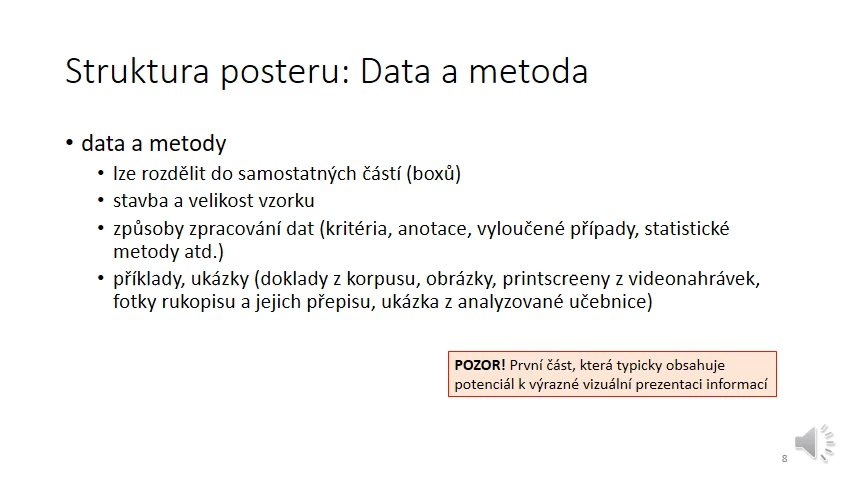 Struktura posteru: Data a metoda
• data a metody
• lze rozdělit do samostatných částí (boxů)
• stavba a velikost vzorku
• způsoby zpracování dat (kritéria, anotace, vyloučené případy, statistické
metody atd.)
• příklady, ukázky (doklady z korpusu, obrázky, printscreeny z videonahrávek,
fotky rukopisu a jejich přepisu, ukázka z analyzované učebnice)
POZOR! První část, která typicky obsahuje
potenciál k výrazné vizuální prezentaci informací
8